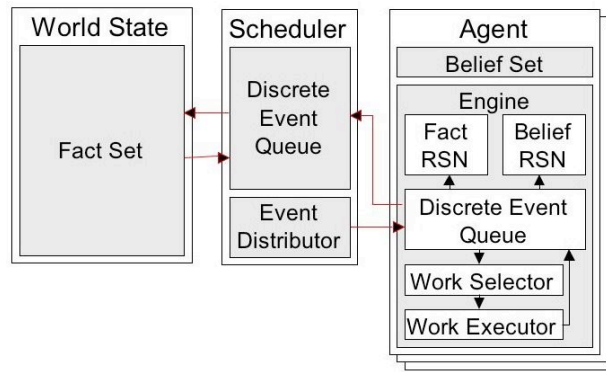 World State
Fact Set
Scheduler
Discrete
Event
Queue
Event
Distributor
Agent
Belief Set
Engine
Fact
RSN
Belief
RSN
Discrete Event
Queue
Work Selector
Work Executor